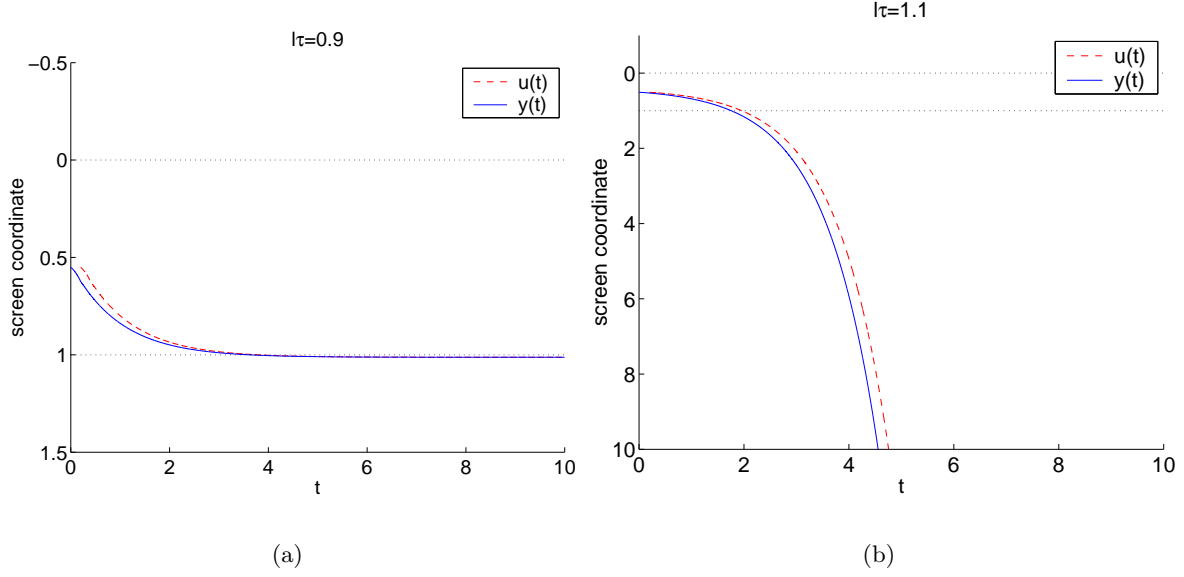 lτ=0.9
−0.5
0
0.5
1
1.5
0 2 4 6 8 10
screen coordinate
t
u(t)
y(t)
(a)
lτ=1.1
0
2
4
6
8
10
0 2 4 6 8 10
screen coordinate
t
u(t)
y(t)
(b)